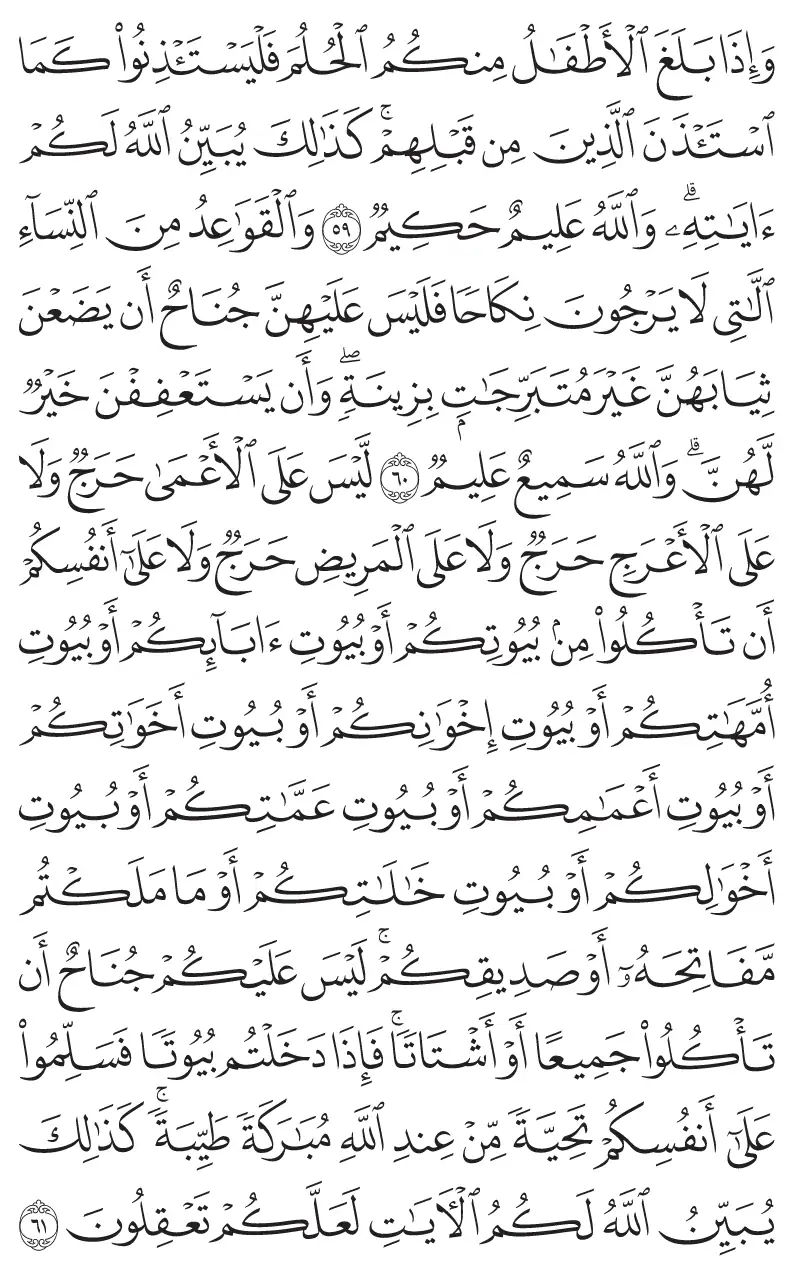 وَإِذَا بَلَغَ ٱلْأَطْفَٰلُ مِنكُمُ ٱلْحُلُمَ فَلْيَسْتَـْٔذِنُوا۟ كَمَا
ٱسْتَـْٔذَنَ ٱلَّذِينَ مِن قَبْلِهِمْ ۚ كَذَٰلِكَ يُبَيِّنُ ٱللَّهُ لَكُمْ
ءَايَٰتِهِۦ ۗ وَٱللَّهُ عَلِيمٌ حَكِيمٌ ٥٩ وَٱلْقَوَٰعِدُ مِنَ ٱلنِّسَآءِ
ٱلَّٰتِى لَا يَرْجُونَ نِكَاحًا فَلَيْسَ عَلَيْهِنَّ جُنَاحٌ أَن يَضَعْنَ
ثِيَابَهُنَّ غَيْرَ مُتَبَرِّجَٰتٍۭ بِزِينَةٍ ۖ وَأَن يَسْتَعْفِفْنَ خَيْرٌ
لَّهُنَّ ۗ وَٱللَّهُ سَمِيعٌ عَلِيمٌ ٦٠ لَّيْسَ عَلَى ٱلْأَعْمَىٰ حَرَجٌ وَلَا
عَلَى ٱلْأَعْرَجِ حَرَجٌ وَلَا عَلَى ٱلْمَرِيضِ حَرَجٌ وَلَا عَلَىٰٓ أَنفُسِكُمْ
أَن تَأْكُلُوا۟ مِنۢ بُيُوتِكُمْ أَوْ بُيُوتِ ءَابَآئِكُمْ أَوْ بُيُوتِ
أُمَّهَٰتِكُمْ أَوْ بُيُوتِ إِخْوَٰنِكُمْ أَوْ بُيُوتِ أَخَوَٰتِكُمْ
أَوْ بُيُوتِ أَعْمَٰمِكُمْ أَوْ بُيُوتِ عَمَّٰتِكُمْ أَوْ بُيُوتِ
أَخْوَٰلِكُمْ أَوْ بُيُوتِ خَٰلَٰتِكُمْ أَوْ مَا مَلَكْتُم
مَّفَاتِحَهُۥٓ أَوْ صَدِيقِكُمْ ۚ لَيْسَ عَلَيْكُمْ جُنَاحٌ أَن
تَأْكُلُوا۟ جَمِيعًا أَوْ أَشْتَاتًا ۚ فَإِذَا دَخَلْتُم بُيُوتًا فَسَلِّمُوا۟
عَلَىٰٓ أَنفُسِكُمْ تَحِيَّةً مِّنْ عِندِ ٱللَّهِ مُبَٰرَكَةً طَيِّبَةً ۚ كَذَٰلِكَ
يُبَيِّنُ ٱللَّهُ لَكُمُ ٱلْءَايَٰتِ لَعَلَّكُمْ تَعْقِلُونَ ٦١